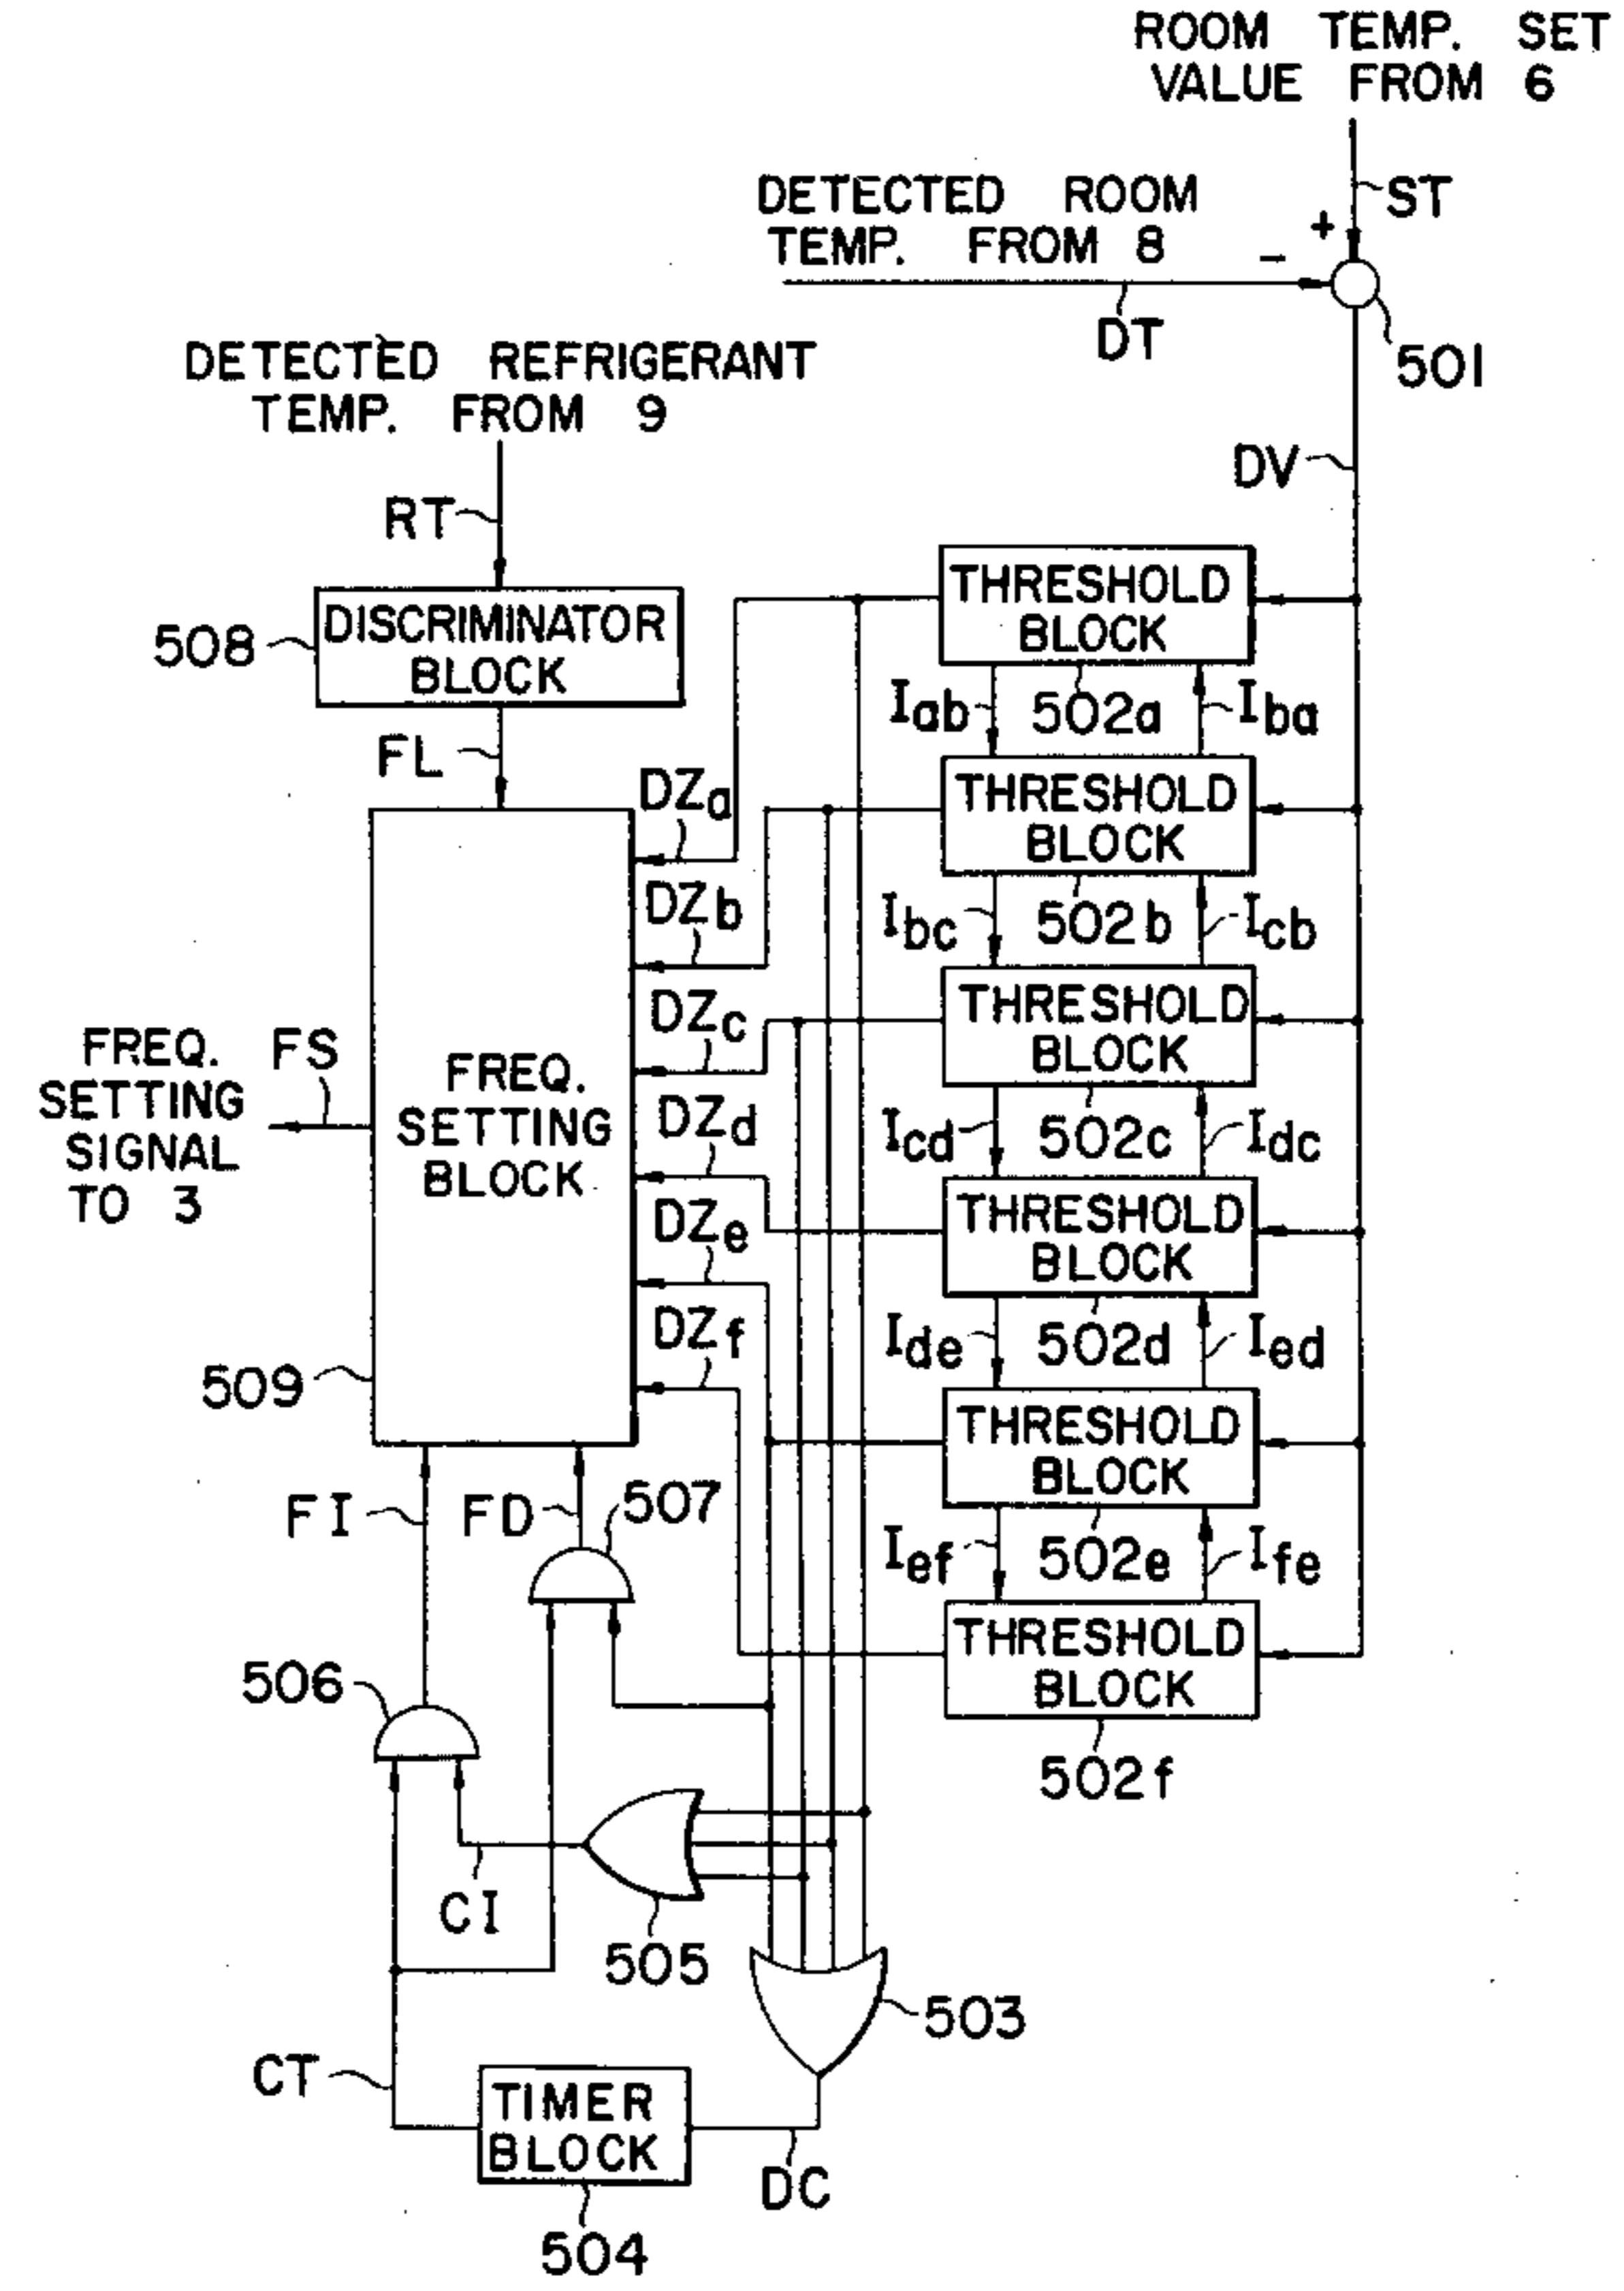 ROOM TEMP. SET
VALUE FROM 6
ST
+
DETECTED ROOM
TEMP. FROM 8
-
DT
501
DETECTED REFRIGERANT
TEMP. FROM 9
DV
RT
THRESHOLD
BLOCK
DISCRIMINATOR
BLOCK
508
Iab
502a
Iba
FL
DZa
THRESHOLD
BLOCK
DZb
Ibc
502b
Icb
DZc
THRESHOLD
BLOCK
FREQ.
SETTING
SIGNAL
TO 3
FS
FREQ.
SETTING
BLOCK
DZd
Icd
502c
Idc
DZe
THRESHOLD
BLOCK
DZf
Ide
502d
Ied
509
THRESHOLD
BLOCK
FI
FD
507
Ief
502e
Ife
THRESHOLD
BLOCK
506
502f
CI
505
503
CT
TIMER
BLOCK
DC
504